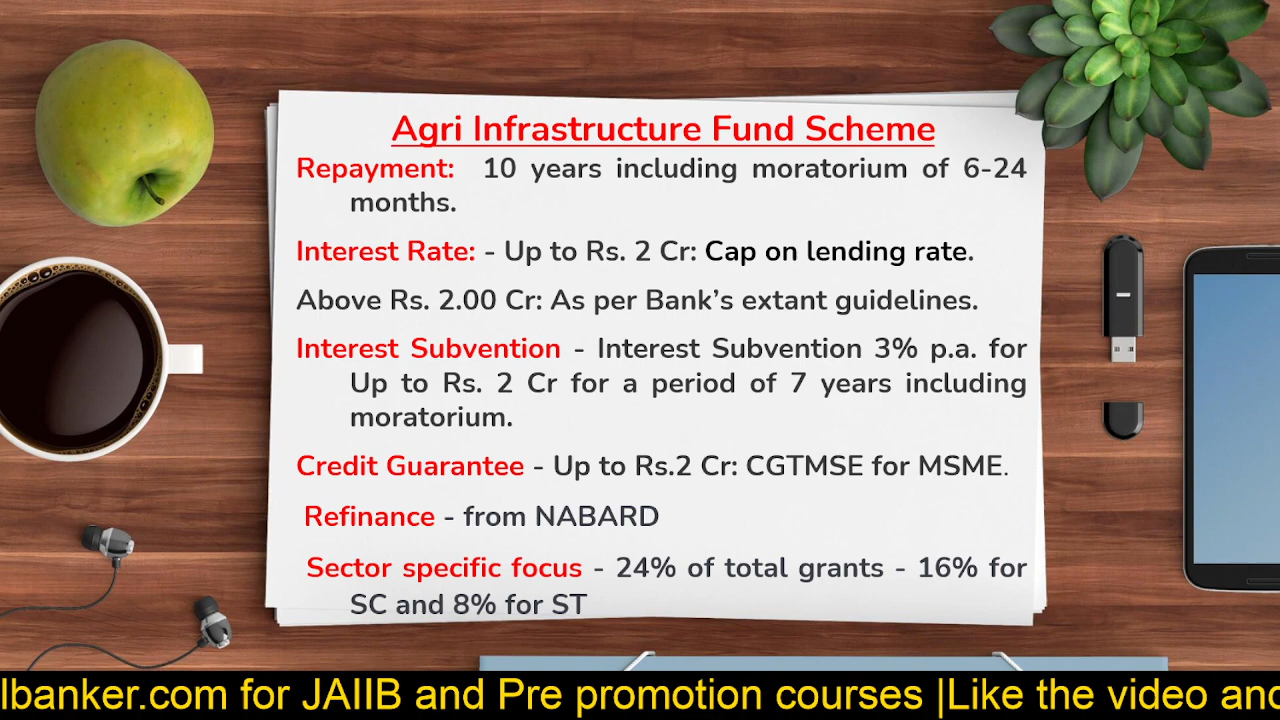 Agri Infrastructure Fund Scheme
Repayment: 10 years including moratorium of 6-24
months.
Interest Rate: - Up to Rs. 2 Cr: Cap on lending rate.
Above Rs. 2.00 Cr: As per Bank's extant guidelines.
Interest Subvention - Interest Subvention 3% p.a. for
Up to Rs. 2 Cr for a period of 7 years including
moratorium.
Credit Guarantee - Up to Rs.2 Cr: CGTMSE for MSME.
Refinance - from NABARD
Sector specific focus - 24% of total grants - 16% for
SC and 8% for ST
lbanker.com for JAIIB and Pre promotion courses |Like the video and